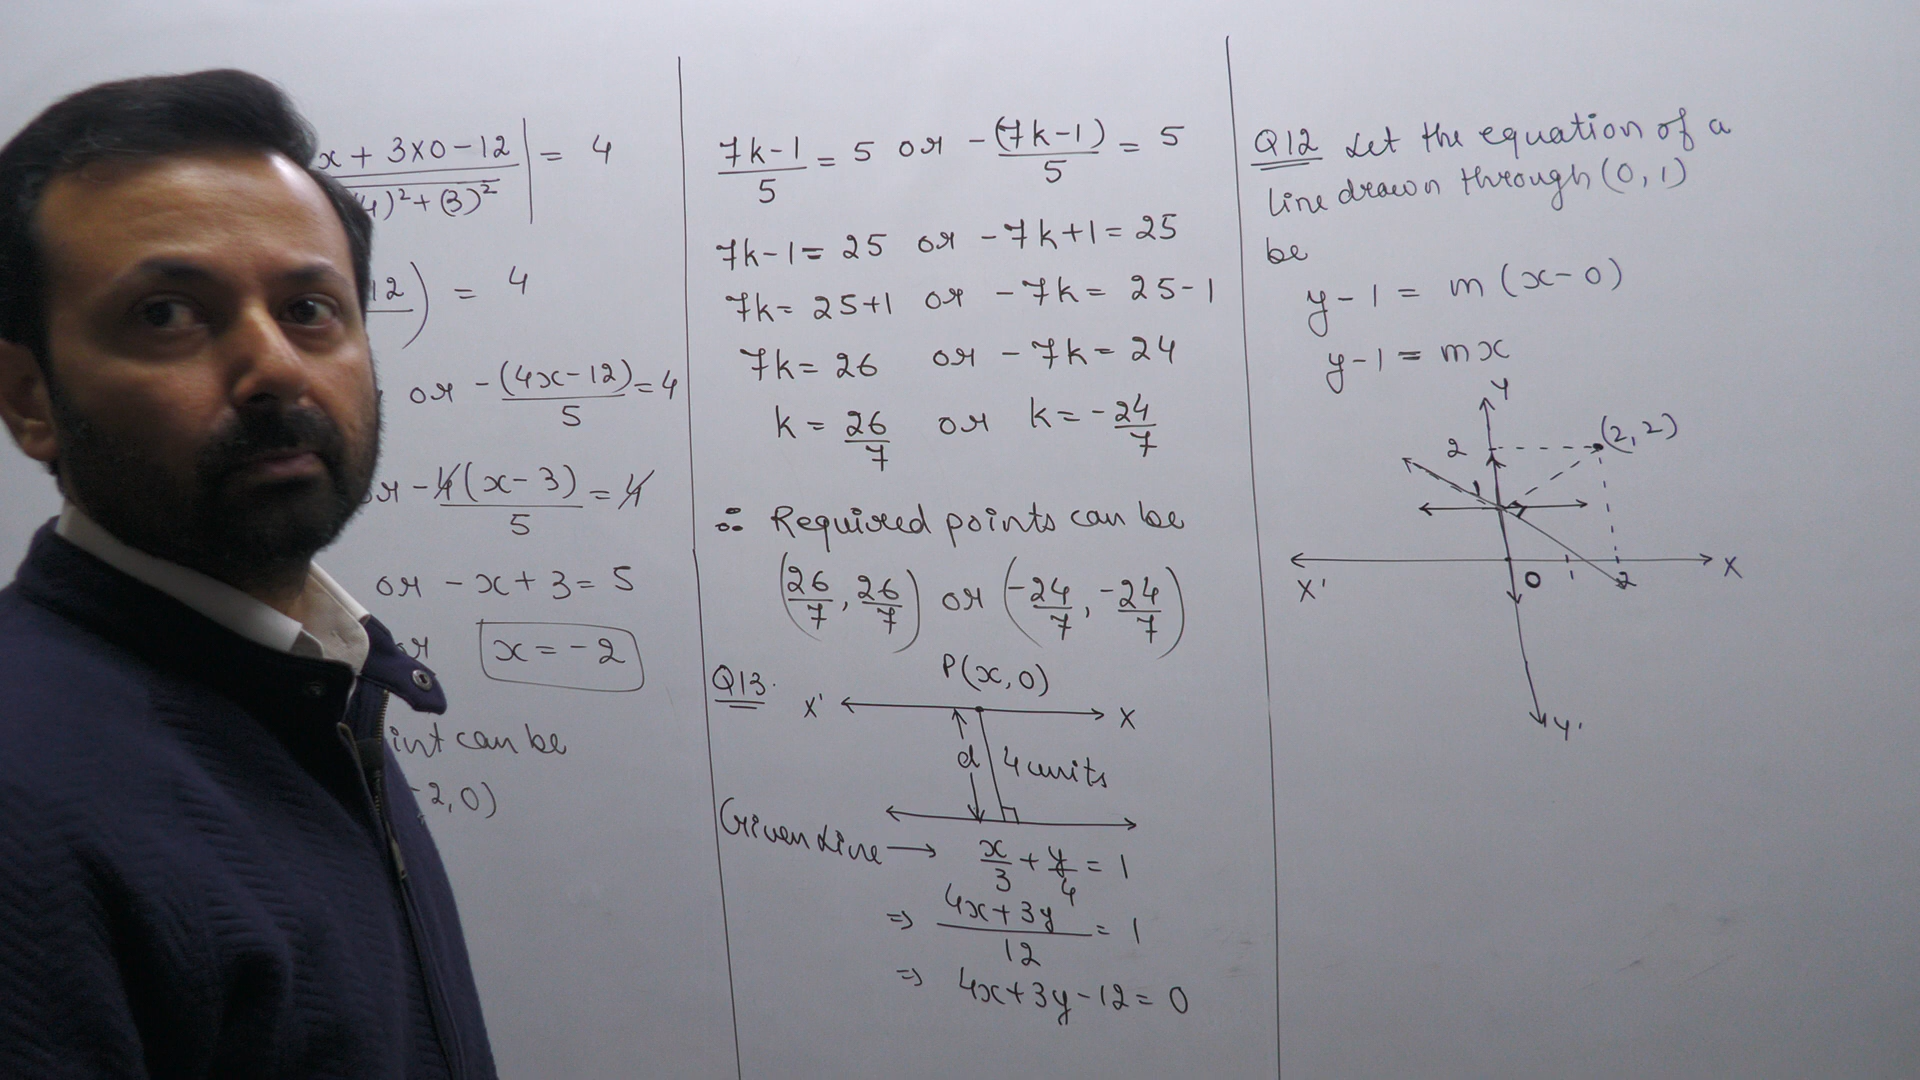 x + 3x0 - 12 / (4)² + (3)² | = 4
12 ) = 4
or - (4x-12)/5 = 4
or - 4(x-3)/5 = 4
or - x + 3 = 5
or x = -2
int can be
-2, 0)
7k-1/5 = 5 or - (7k-1)/5 = 5
7k-1 = 25 or -7k+1 = 25
7k = 25+1 or -7k = 25-1
7k = 26 or -7k = 24
k = 26/7 or k = -24/7
∴ Required points can be
(26/7, 26/7) or (-24/7, -24/7)
Q13.
P(x, 0)
X' X
d 4 units
Given Line → x/3 + y/4 = 1
⇒ 4x+3y/12 = 1
⇒ 4x+3y-12 = 0
Q12 Let the equation of a
line drawn through (0, 1)
be
y-1 = m(x-0)
y-1 = mx
Y
2 (2, 2)
1
X' O 1 2 X
Y'